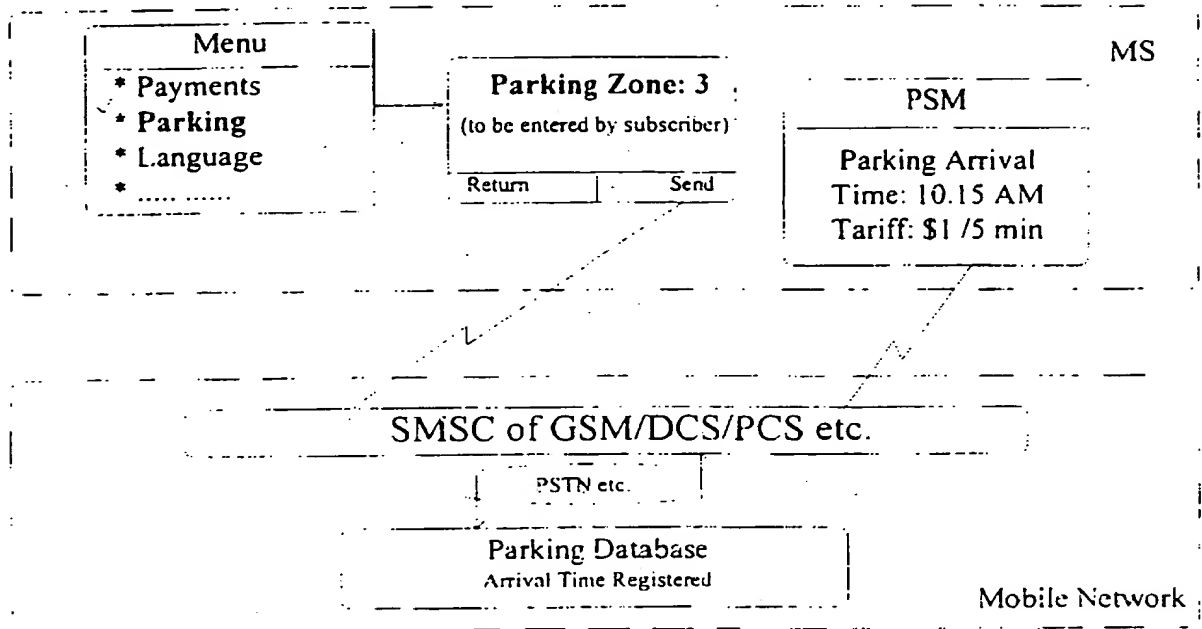 Menu
* Payments
* Parking
* Language
* ..... ......
Parking Zone: 3
(to be entered by subscriber)
Return Send
MS
PSM
Parking Arrival
Time: 10.15 AM
Tariff: $1 /5 min
SMSC of GSM/DCS/PCS etc.
PSTN etc.
Parking Database
Arrival Time Registered
Mobile Network